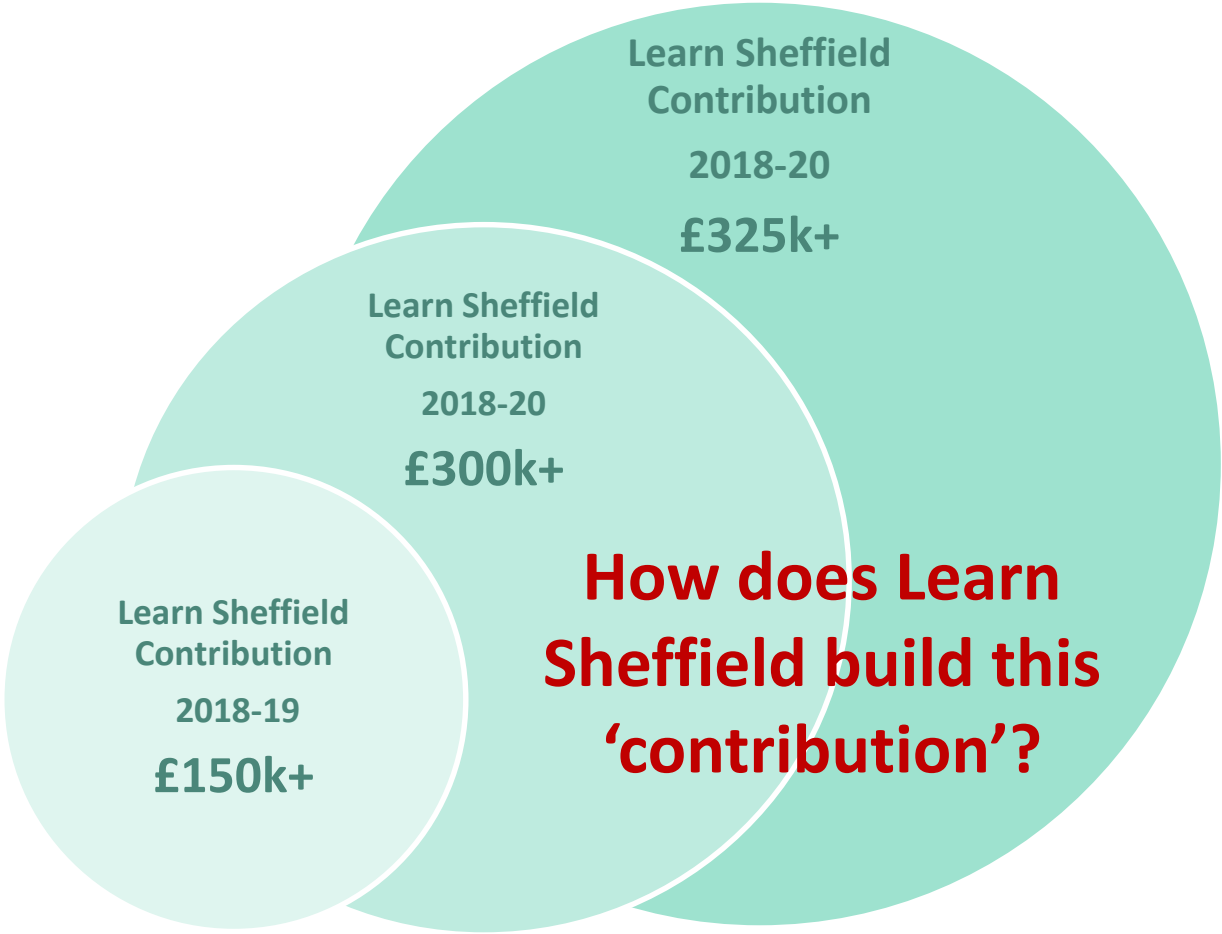 Learn Sheffield
Contribution
2018-20
£325k+
Learn Sheffield
Contribution
2018-20
£300k+
Learn Sheffield
Contribution
2018-19
£150k+
How does Learn
Sheffield build this
‘contribution’?